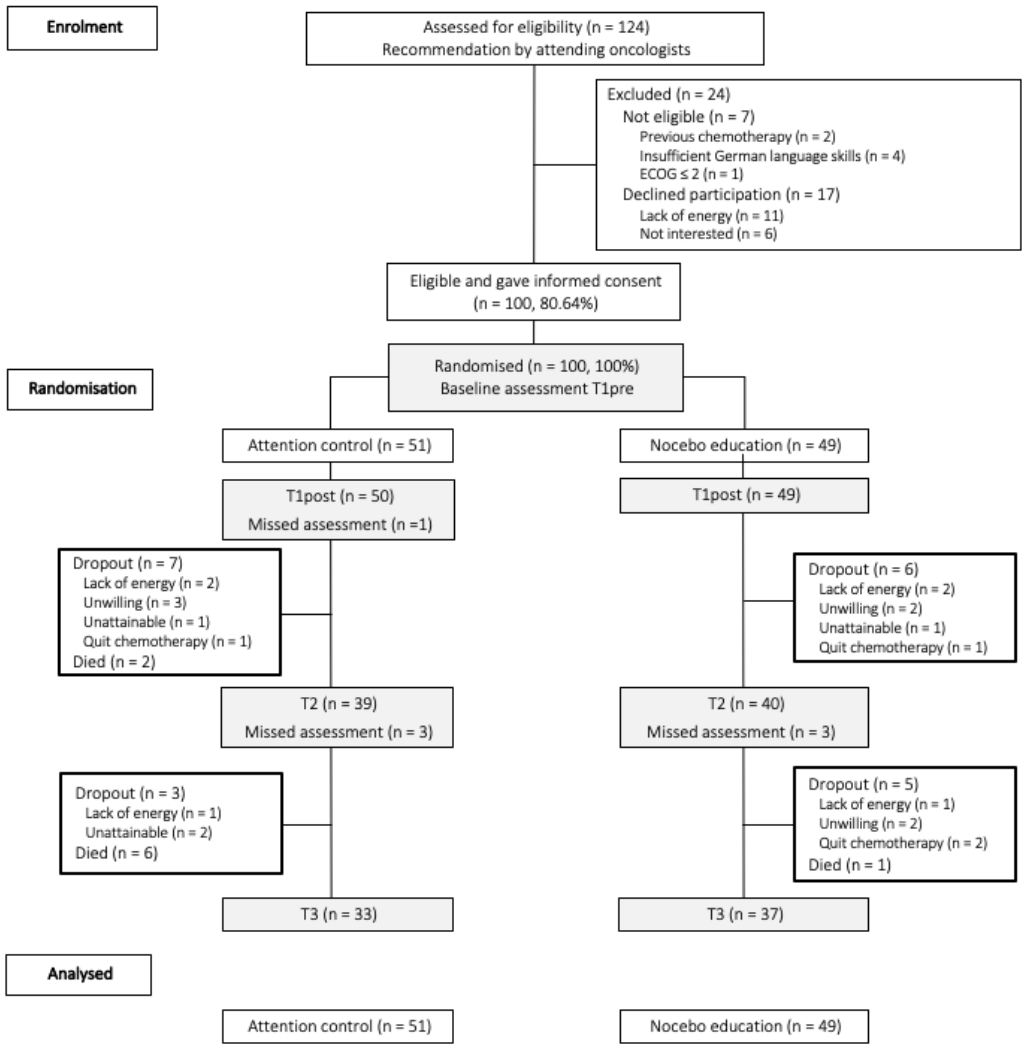 Enrolment
Assessed for eligibility (n = 124)
Recommendation by attending oncologists
Excluded (n = 24)
Not eligible (n = 7)
Previous chemotherapy (n = 2)
Insufficient German language skills (n = 4)
ECOG ≤ 2 (n = 1)
Declined participation (n = 17)
Lack of energy (n = 11)
Not interested (n = 6)
Eligible and gave informed consent
(n = 100, 80.64%)
Randomisation
Randomised (n = 100, 100%)
Baseline assessment T1pre
Attention control (n = 51)
T1post (n = 50)
Missed assessment (n =1)
Dropout (n = 7)
Lack of energy (n = 2)
Unwilling (n = 3)
Unattainable (n = 1)
Quit chemotherapy (n = 1)
Died (n = 2)
T2 (n = 39)
Missed assessment (n = 3)
Dropout (n = 3)
Lack of energy (n = 1)
Unattainable (n = 2)
Died (n = 6)
T3 (n = 33)
Nocebo education (n = 49)
T1post (n = 49)
Dropout (n = 6)
Lack of energy (n = 2)
Unwilling (n = 2)
Unattainable (n = 1)
Quit chemotherapy (n = 1)
T2 (n = 40)
Missed assessment (n = 3)
Dropout (n = 5)
Lack of energy (n = 1)
Unwilling (n = 2)
Quit chemotherapy (n = 2)
Died (n = 1)
T3 (n = 37)
Analysed
Attention control (n = 51)
Nocebo education (n = 49)